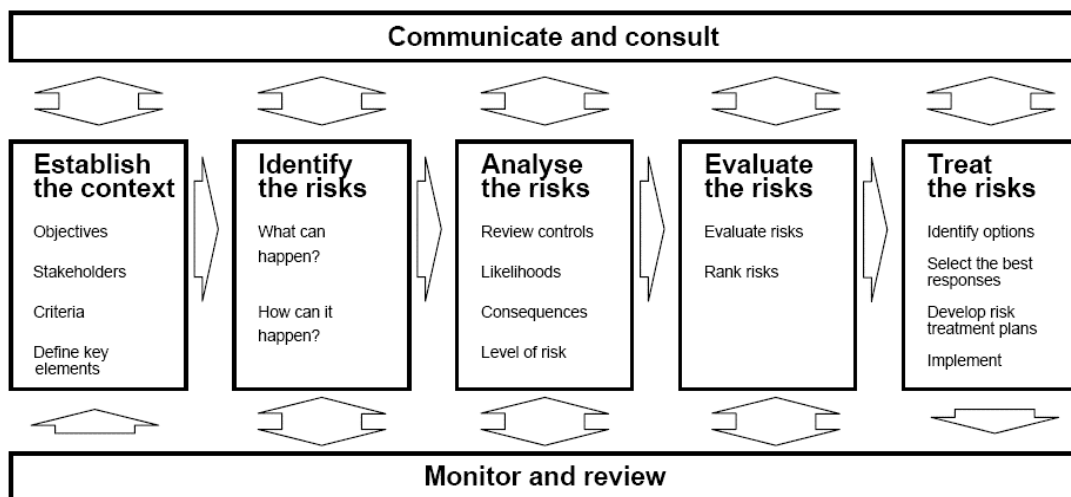 Communicate and consult
Establish
the context
Objectives
Stakeholders
Criteria
Define key
elements
Identify
the risks
What can
happen?
How can it
happen?
Analyse
the risks
Review controls
Likelihoods
Consequences
Level of risk
Evaluate
the risks
Evaluate risks
Rank risks
Treat
the risks
Identify options
Select the best
responses
Develop risk
treatment plans
Implement
Monitor and review